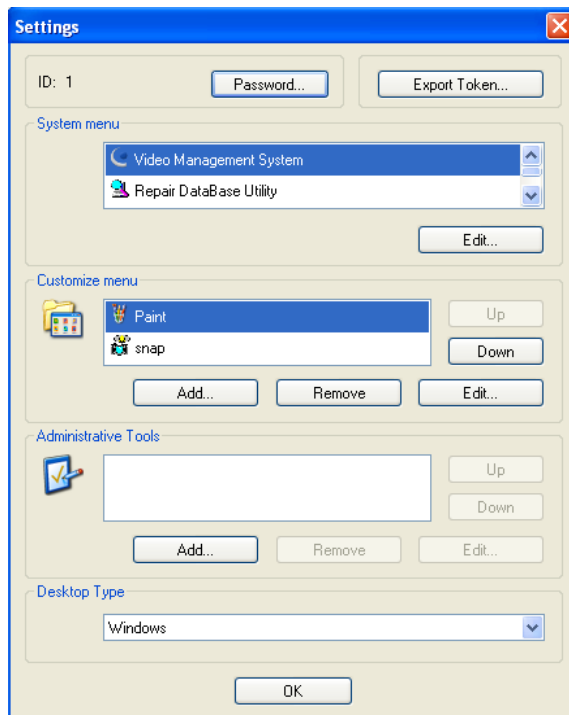 Settings
ID: 1
Password...
Export Token...
System menu
Video Management System
Repair DataBase Utility
Edit...
Customize menu
Paint
Up
snap
Down
Add...
Remove
Edit...
Administrative Tools
Up
Down
Add...
Remove
Edit...
Desktop Type
Windows
OK